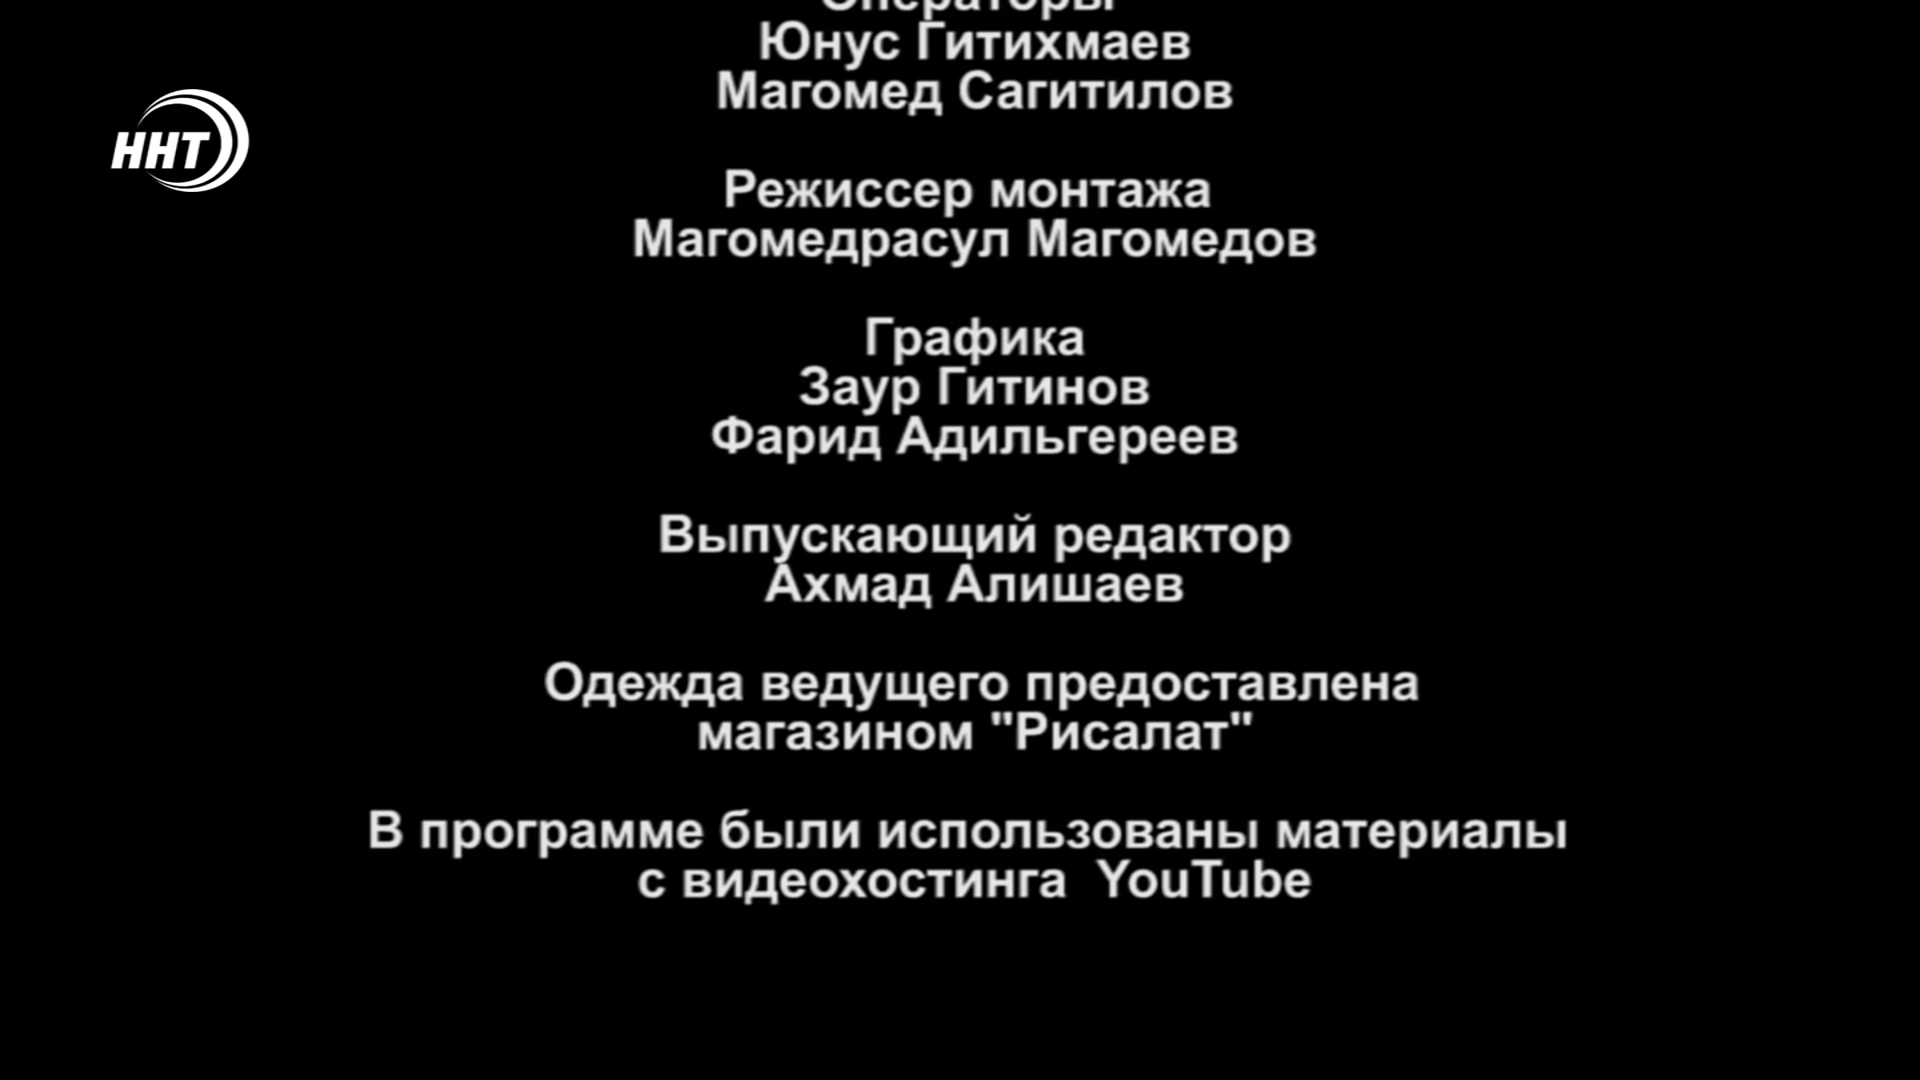 Операторы
Юнус Гитихмаев
Магомед Сагитилов
ННТ
Режиссер монтажа
Магомедрасул Магомедов
Графика
Заур Гитинов
Фарид Адильгереев
Выпускающий редактор
Ахмад Алишаев
Одежда ведущего предоставлена
магазином "Рисалат"
В программе были использованы материалы
с видеохостинга  YouTube